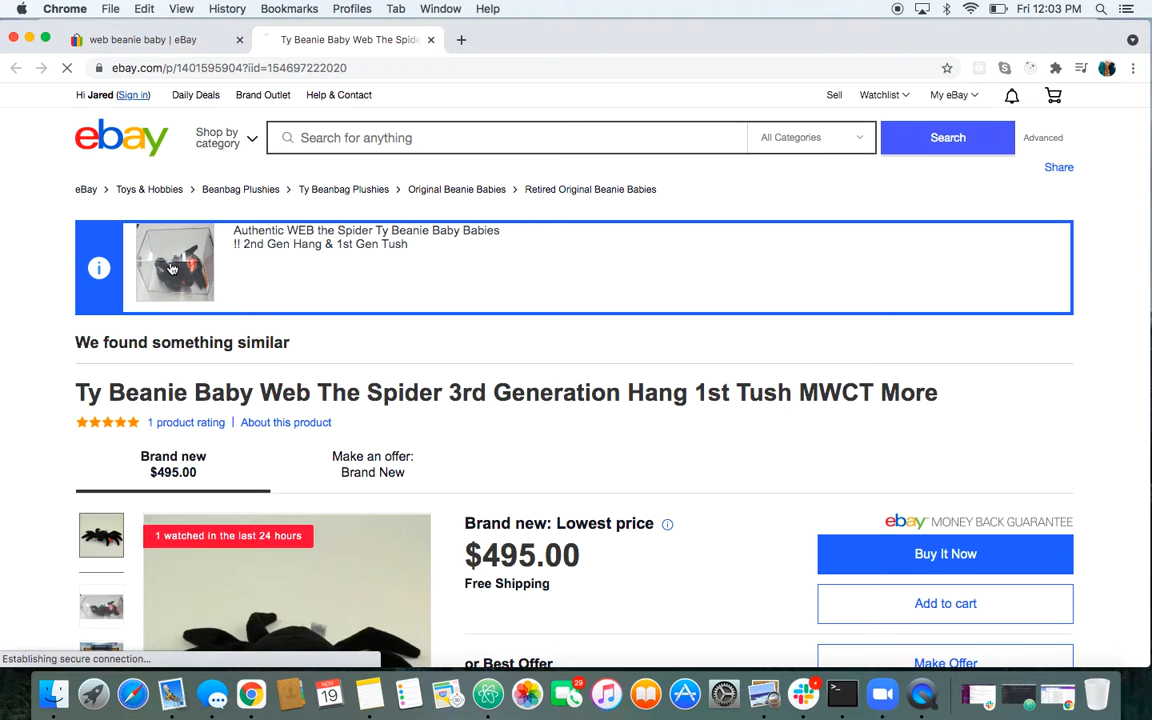 Chrome File Edit View History Bookmarks Profiles Tab Window Help Fri 12:03 PM
web beanie baby | eBay Ty Beanie Baby Web The Spide
ebay.com/p/1401595904?iid=154697222020
Hi Jared (Sign in) Daily Deals Brand Outlet Help & Contact Sell Watchlist My eBay
ebay Shop by category Search for anything All Categories Search Advanced
Share
eBay > Toys & Hobbies > Beanbag Plushies > Ty Beanbag Plushies > Original Beanie Babies > Retired Original Beanie Babies
Authentic WEB the Spider Ty Beanie Baby Babies
!! 2nd Gen Hang & 1st Gen Tush
We found something similar
Ty Beanie Baby Web The Spider 3rd Generation Hang 1st Tush MWCT More
1 product rating | About this product
Brand new
$495.00
Make an offer:
Brand New
1 watched in the last 24 hours
Brand new: Lowest price
$495.00
Free Shipping
ebay MONEY BACK GUARANTEE
Buy It Now
Add to cart
or Best Offer
Make Offer
Establishing secure connection...
NOV
19
29